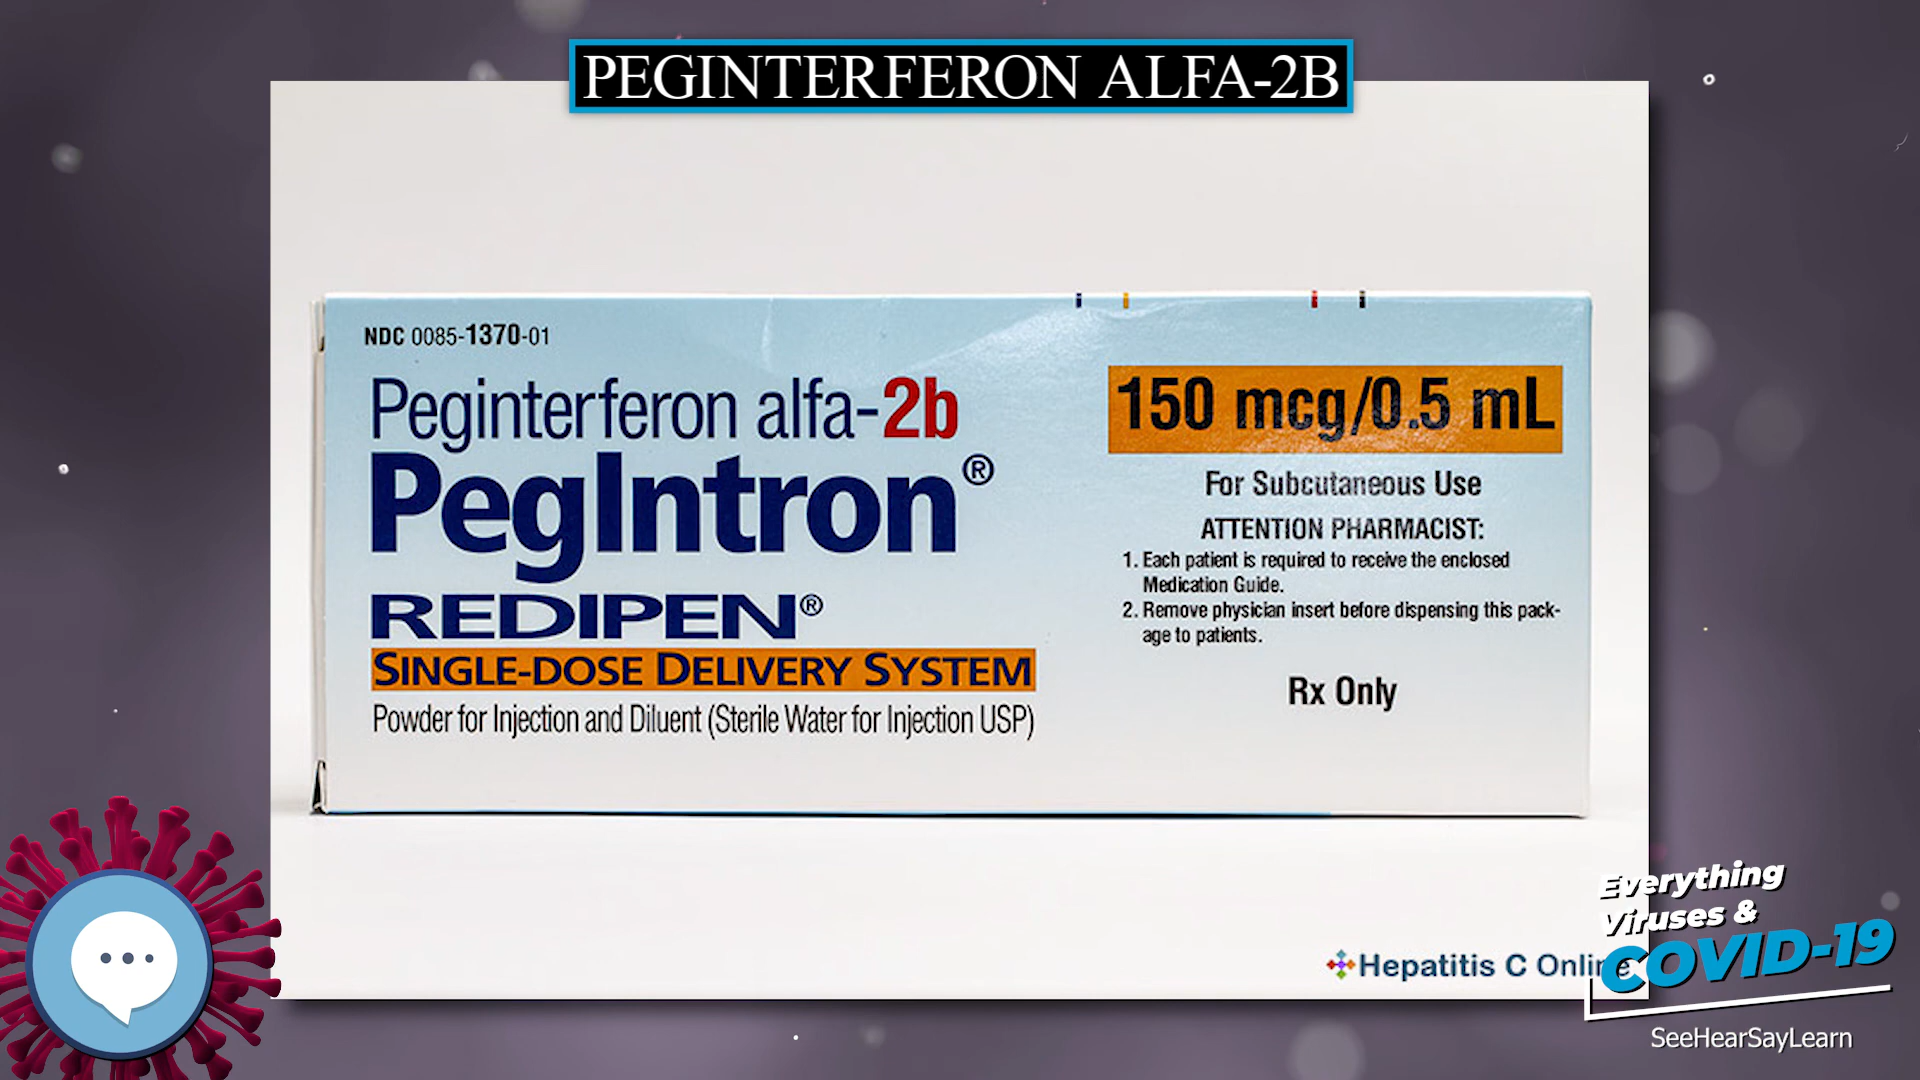 PEGINTERFERON ALFA-2B
NDC 0085-1370-01
Peginterferon alfa-2b
PegIntron®
REDIPEN®
SINGLE-DOSE DELIVERY SYSTEM
Powder for Injection and Diluent (Sterile Water for Injection USP)
150 mcg/0.5 mL
For Subcutaneous Use
ATTENTION PHARMACIST:
1. Each patient is required to receive the enclosed
Medication Guide.
2. Remove physician insert before dispensing this pack-
age to patients.
Rx Only
Hepatitis C Online
Everything
Viruses &
COVID-19
SeeHearSayLearn